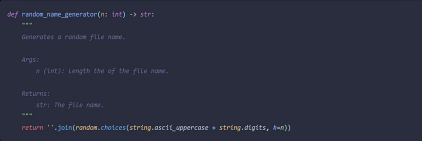 def random_name_generator(n: int) -> str:
"""
Generates a random file name.
Args:
n (int): Length the of the file name.
Returns:
str: The file name.
"""
return ''.join(random.choices(string.ascii_uppercase + string.digits, k=n))